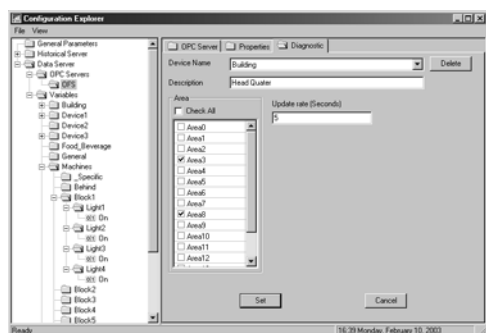 Configuration Explorer
File View
General Parameters
Historical Server
Data Server
OPC Servers
OFS
Variables
Building
Device1
Device2
Device3
Food_Beverage
General
Machines
_Specific
Behind
Block1
Light1
On
Light2
On
Light3
On
Light4
On
Block2
Block3
Block4
Block5
OPC Server Properties Diagnostic
Device Name Building Delete
Description Head Quater
Area
Check All
Update rate (Seconds)
5
Area0
Area1
Area2
Area3
Area4
Area5
Area6
Area7
Area8
Area9
Area10
Area11
Area12
Set Cancel
Ready 16:39 Monday, February 10, 2003